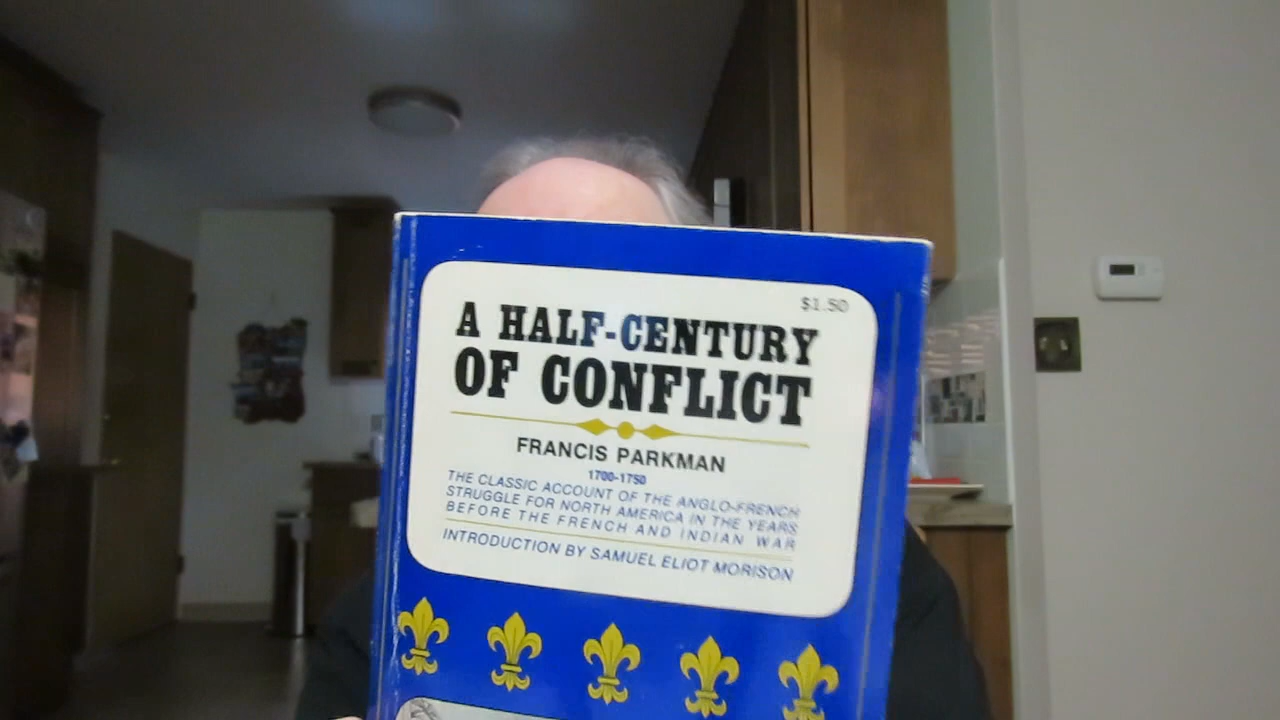 $1.50
A HALF-CENTURY
OF CONFLICT
FRANCIS PARKMAN
1700-1750
THE CLASSIC ACCOUNT OF THE ANGLO-FRENCH
STRUGGLE FOR NORTH AMERICA IN THE YEARS
BEFORE THE FRENCH AND INDIAN WAR
INTRODUCTION BY SAMUEL ELIOT MORISON